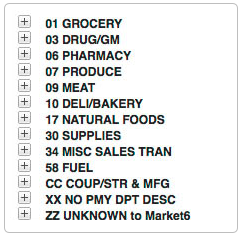 01 GROCERY
03 DRUG/GM
06 PHARMACY
07 PRODUCE
09 MEAT
10 DELI/BAKERY
17 NATURAL FOODS
30 SUPPLIES
34 MISC SALES TRAN
58 FUEL
CC COUP/STR & MFG
XX NO PMY DPT DESC
ZZ UNKNOWN to Market6